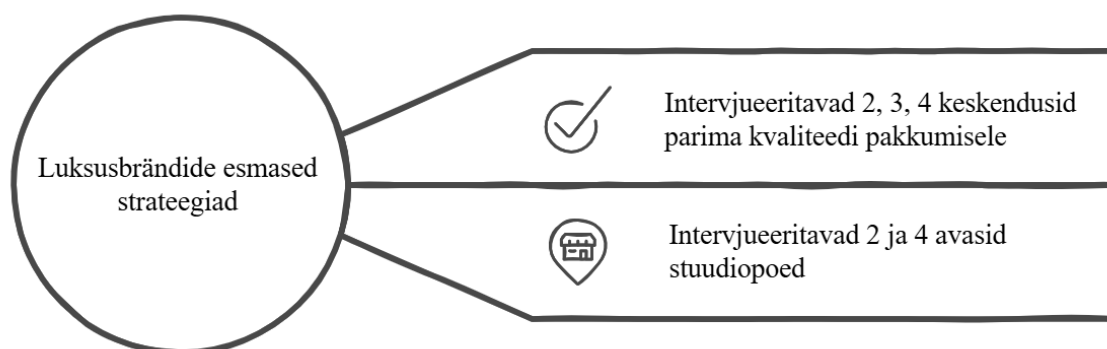 Luksusbrändide esmased
strateegiad
Intervjueeritavad 2, 3, 4 keskendusid
parima kvaliteedi pakkumisele
Intervjueeritavad 2 ja 4 avasid
stuudiopoed